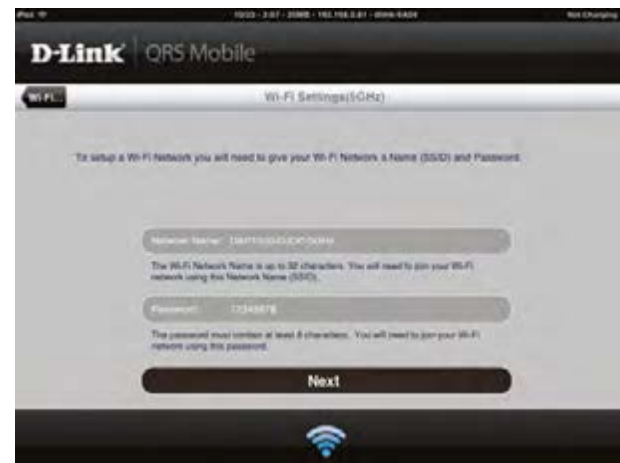 iPad
Not Charging
D-Link QRS Mobile
Wi-Fi... Wi-Fi Settings(5GHz)
To setup a Wi-Fi Network you will need to give your Wi-Fi Network a Name (SSID) and Password.
Network Name:
The Wi-Fi Network Name is up to 32 characters. You will need to join your Wi-Fi
network using this Network Name (SSID).
Password: 12345678
The password must contain at least 8 characters. You will need to join your Wi-Fi
network using this password.
Next